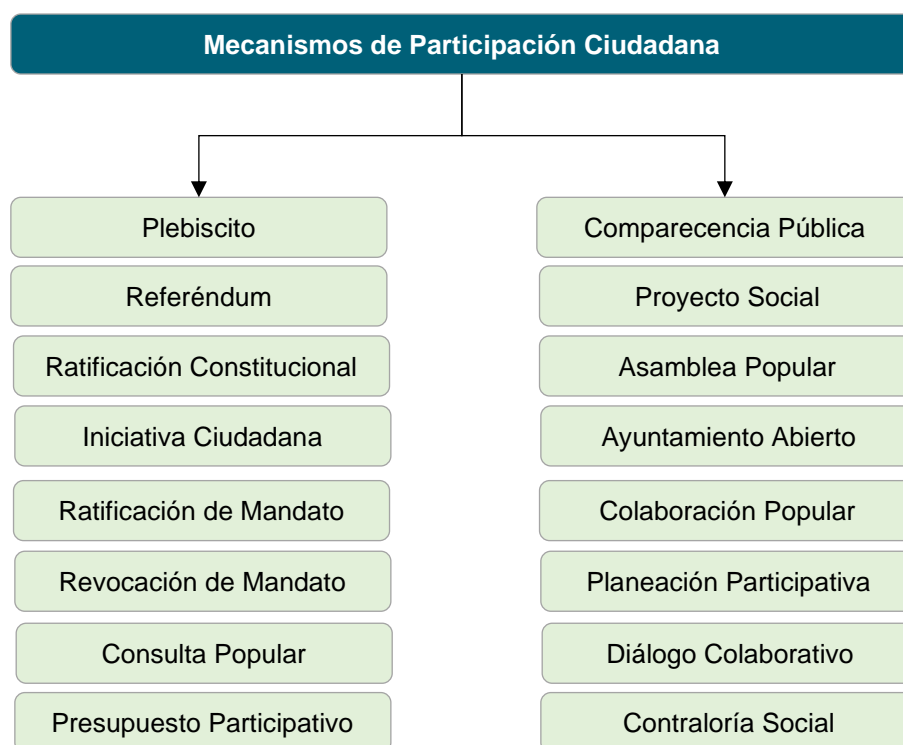 Mecanismos de Participación Ciudadana
Plebiscito
Referéndum
Ratificación Constitucional
Iniciativa Ciudadana
Ratificación de Mandato
Revocación de Mandato
Consulta Popular
Presupuesto Participativo
Comparecencia Pública
Proyecto Social
Asamblea Popular
Ayuntamiento Abierto
Colaboración Popular
Planeación Participativa
Diálogo Colaborativo
Contraloría Social